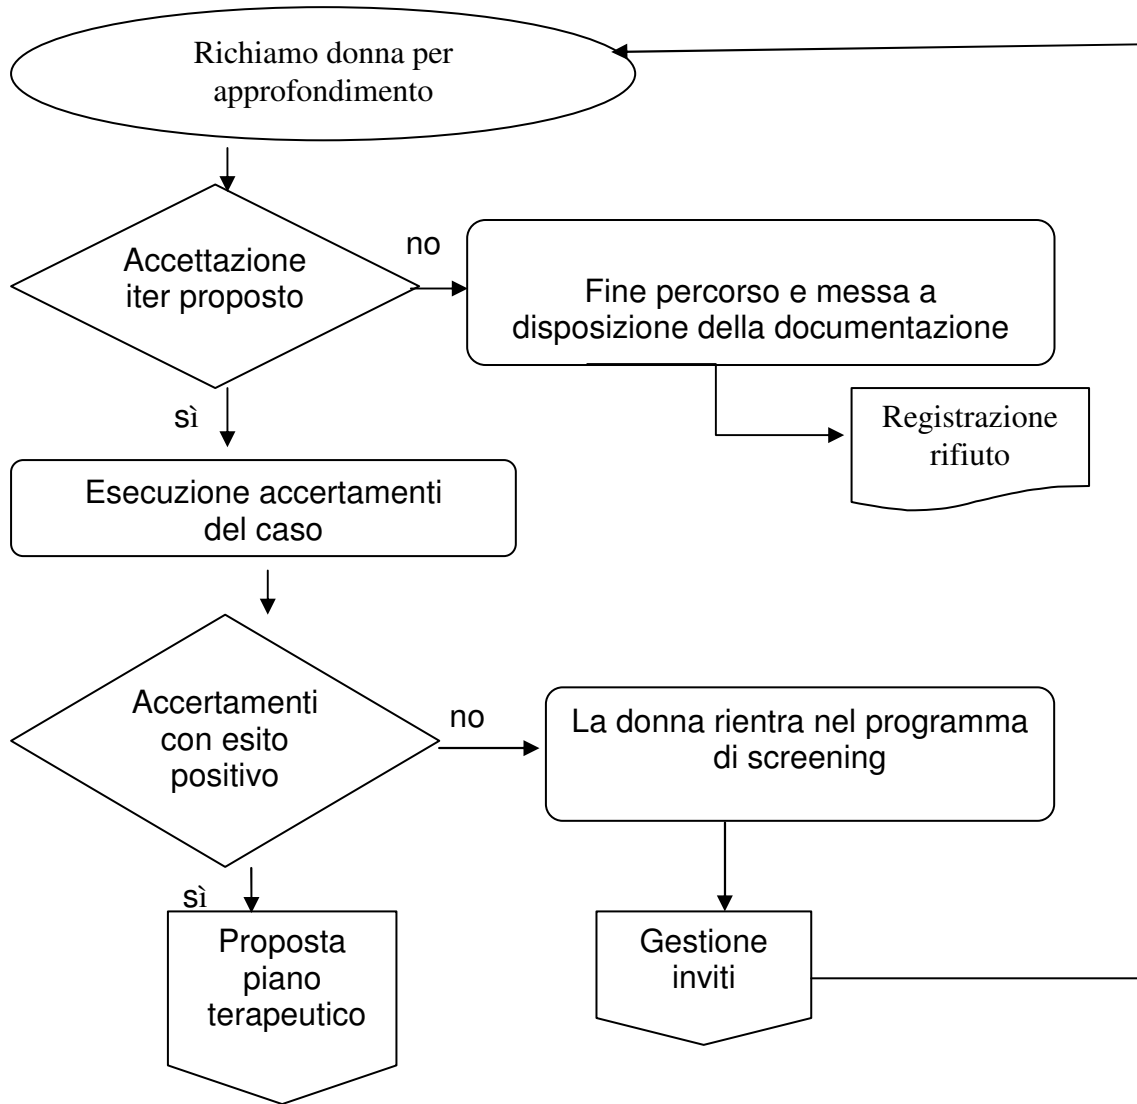 Richiamo donna per
approfondimento
Accettazione
iter proposto
no
Fine percorso e messa a
disposizione della documentazione
sì
Registrazione
rifiuto
Esecuzione accertamenti
del caso
Accertamenti
con esito
positivo
no
La donna rientra nel programma
di screening
sì
Proposta
piano
terapeutico
Gestione
inviti